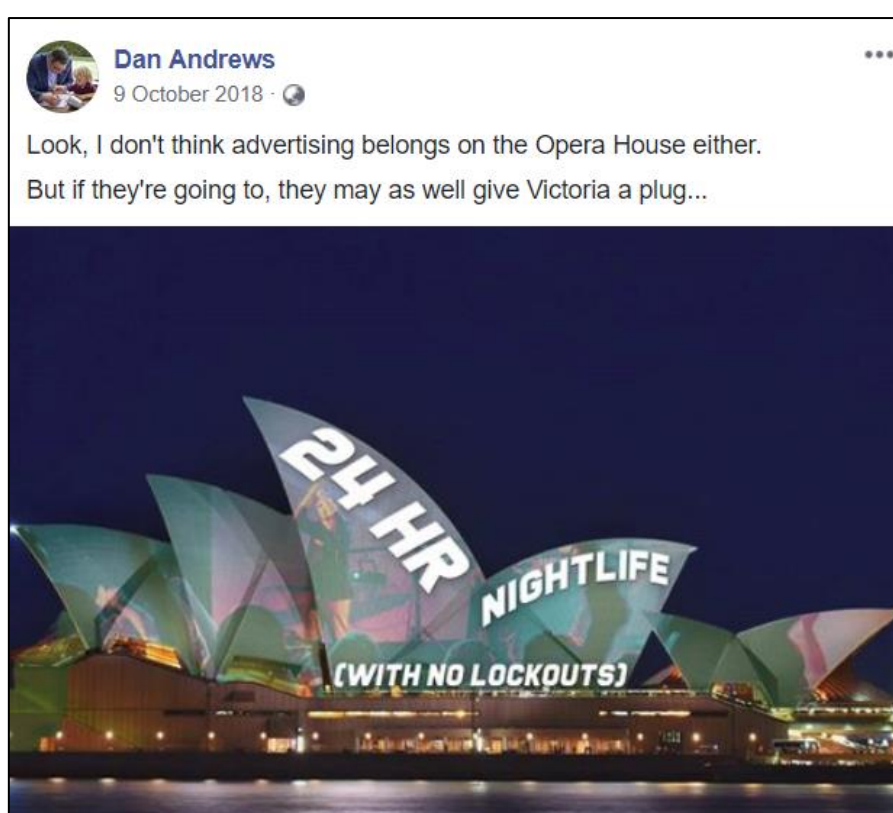 Dan Andrews
9 October 2018 ·
Look, I don't think advertising belongs on the Opera House either.
But if they're going to, they may as well give Victoria a plug...
24 HR
NIGHTLIFE
(WITH NO LOCKOUTS)